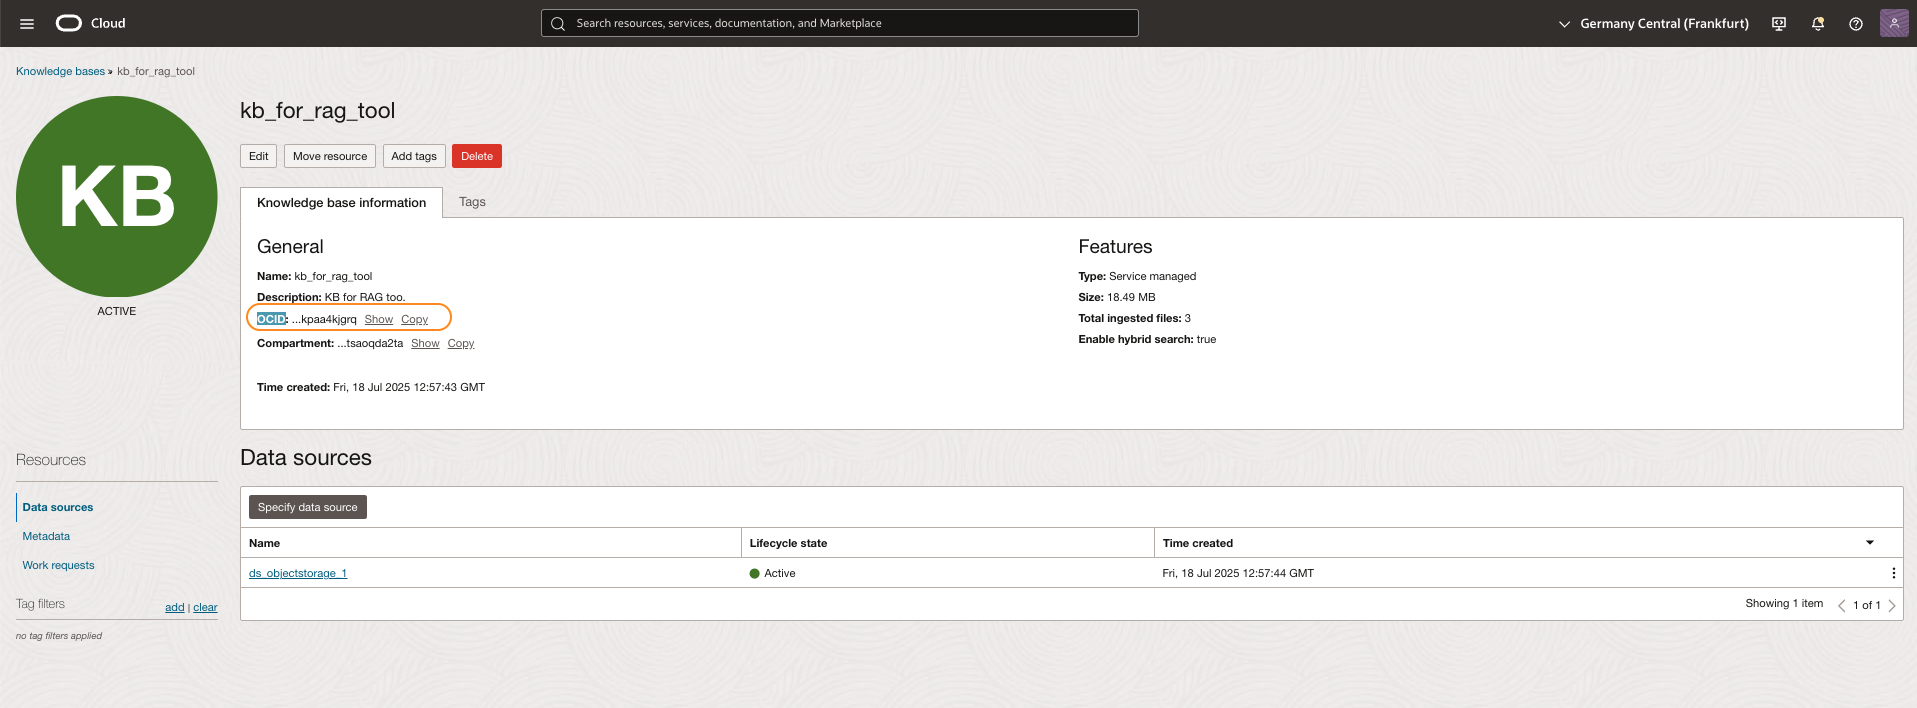 Cloud
Search resources, services, documentation, and Marketplace
Germany Central (Frankfurt)
Knowledge bases » kb_for_rag_tool
KB
ACTIVE
kb_for_rag_tool
Edit Move resource Add tags Delete
Knowledge base information Tags
General
Name: kb_for_rag_tool
Description: KB for RAG too.
OCID: ...kpaa4kjgrq Show Copy
Compartment: ...tsaoqda2ta Show Copy
Time created: Fri, 18 Jul 2025 12:57:43 GMT
Features
Type: Service managed
Size: 18.49 MB
Total ingested files: 3
Enable hybrid search: true
Resources
Data sources
Metadata
Work requests
Tag filters add | clear
no tag filters applied
Data sources
Specify data source
Name Lifecycle state Time created
ds_objectstorage_1 Active Fri, 18 Jul 2025 12:57:44 GMT
Showing 1 item 1 of 1